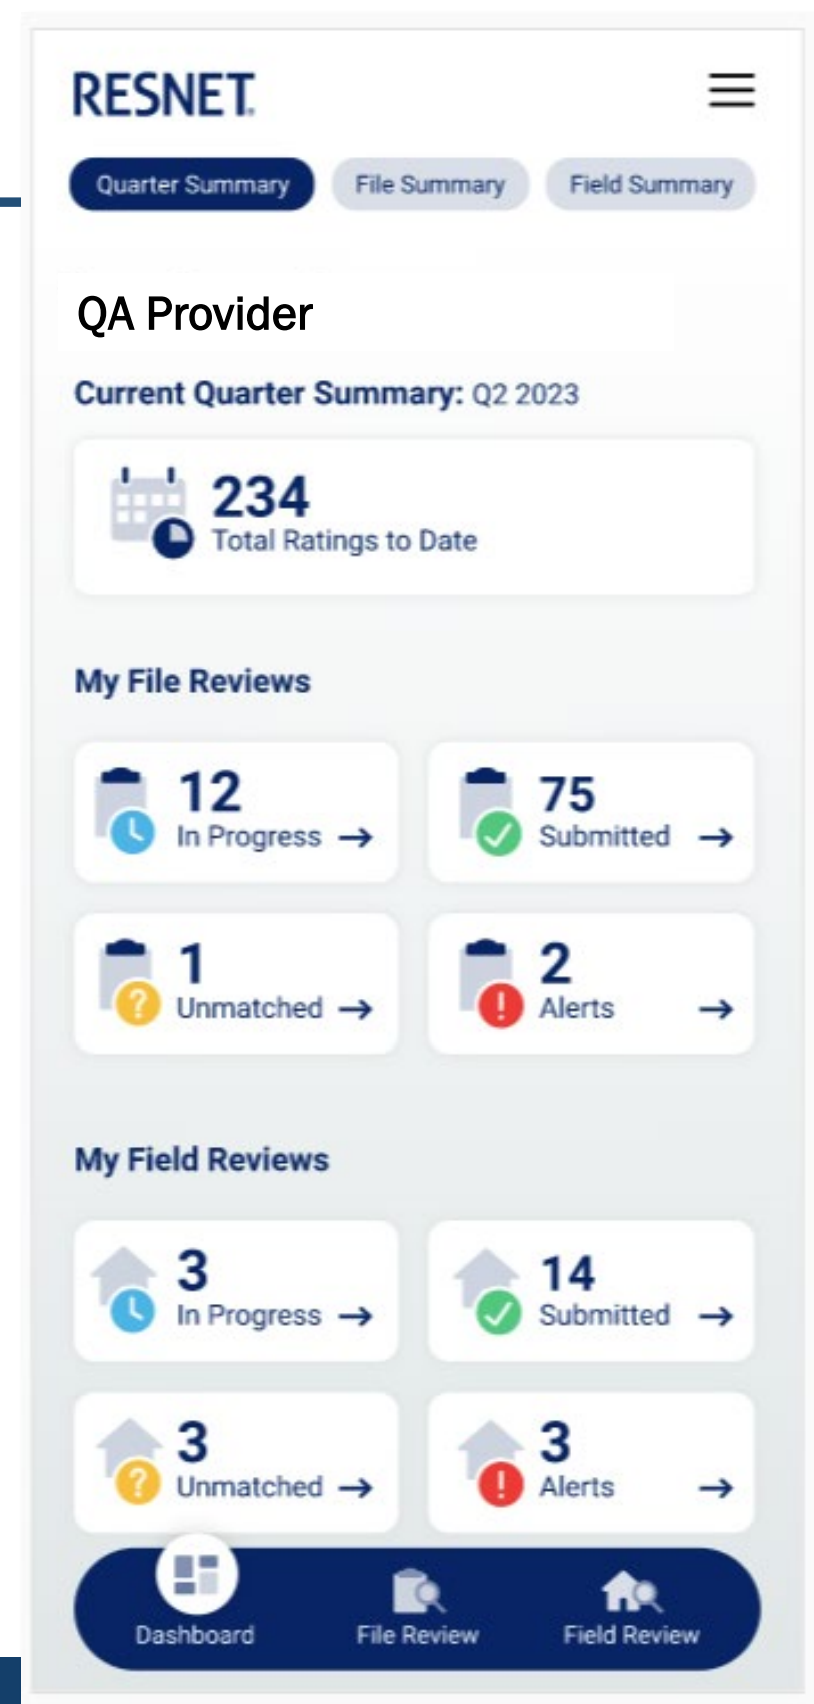 RESNET
Quarter Summary
File Summary
Field Summary
QA Provider
Current Quarter Summary: Q2 2023
234
Total Ratings to Date
My File Reviews
12
In Progress →
75
Submitted →
1
Unmatched →
2
Alerts →
My Field Reviews
3
In Progress →
14
Submitted →
3
Unmatched →
3
Alerts →
Dashboard
File Review
Field Review